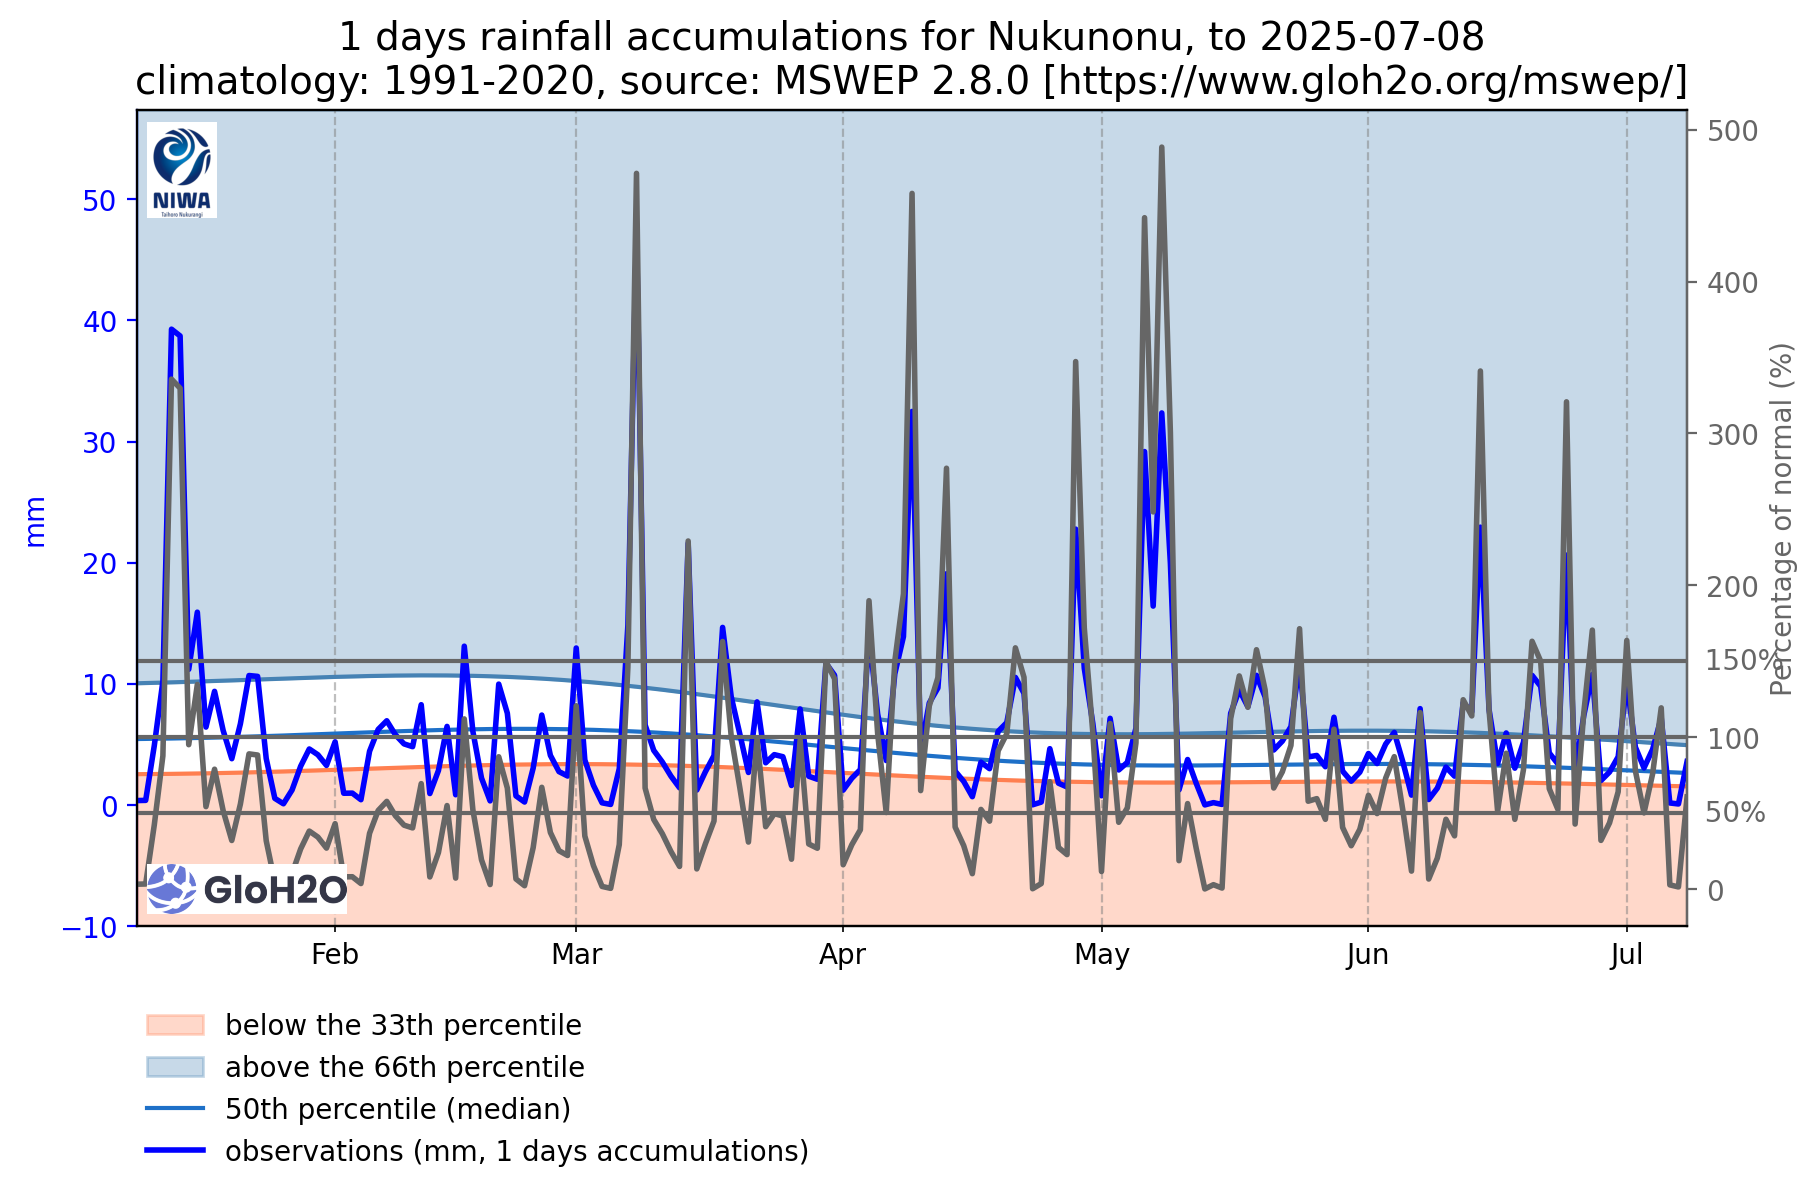 1 days rainfall accumulations for Nukunonu, to 2025-07-08
climatology: 1991-2020, source: MSWEP 2.8.0 [https://www.gloh2o.org/mswep/]
NIWA
Taihoro Nukurangi
mm
50
40
30
20
10
0
−10
500
400
300
200
150%
100
50%
0
Percentage of normal (%)
GloH2O
Feb
Mar
Apr
May
Jun
Jul
below the 33th percentile
above the 66th percentile
50th percentile (median)
observations (mm, 1 days accumulations)